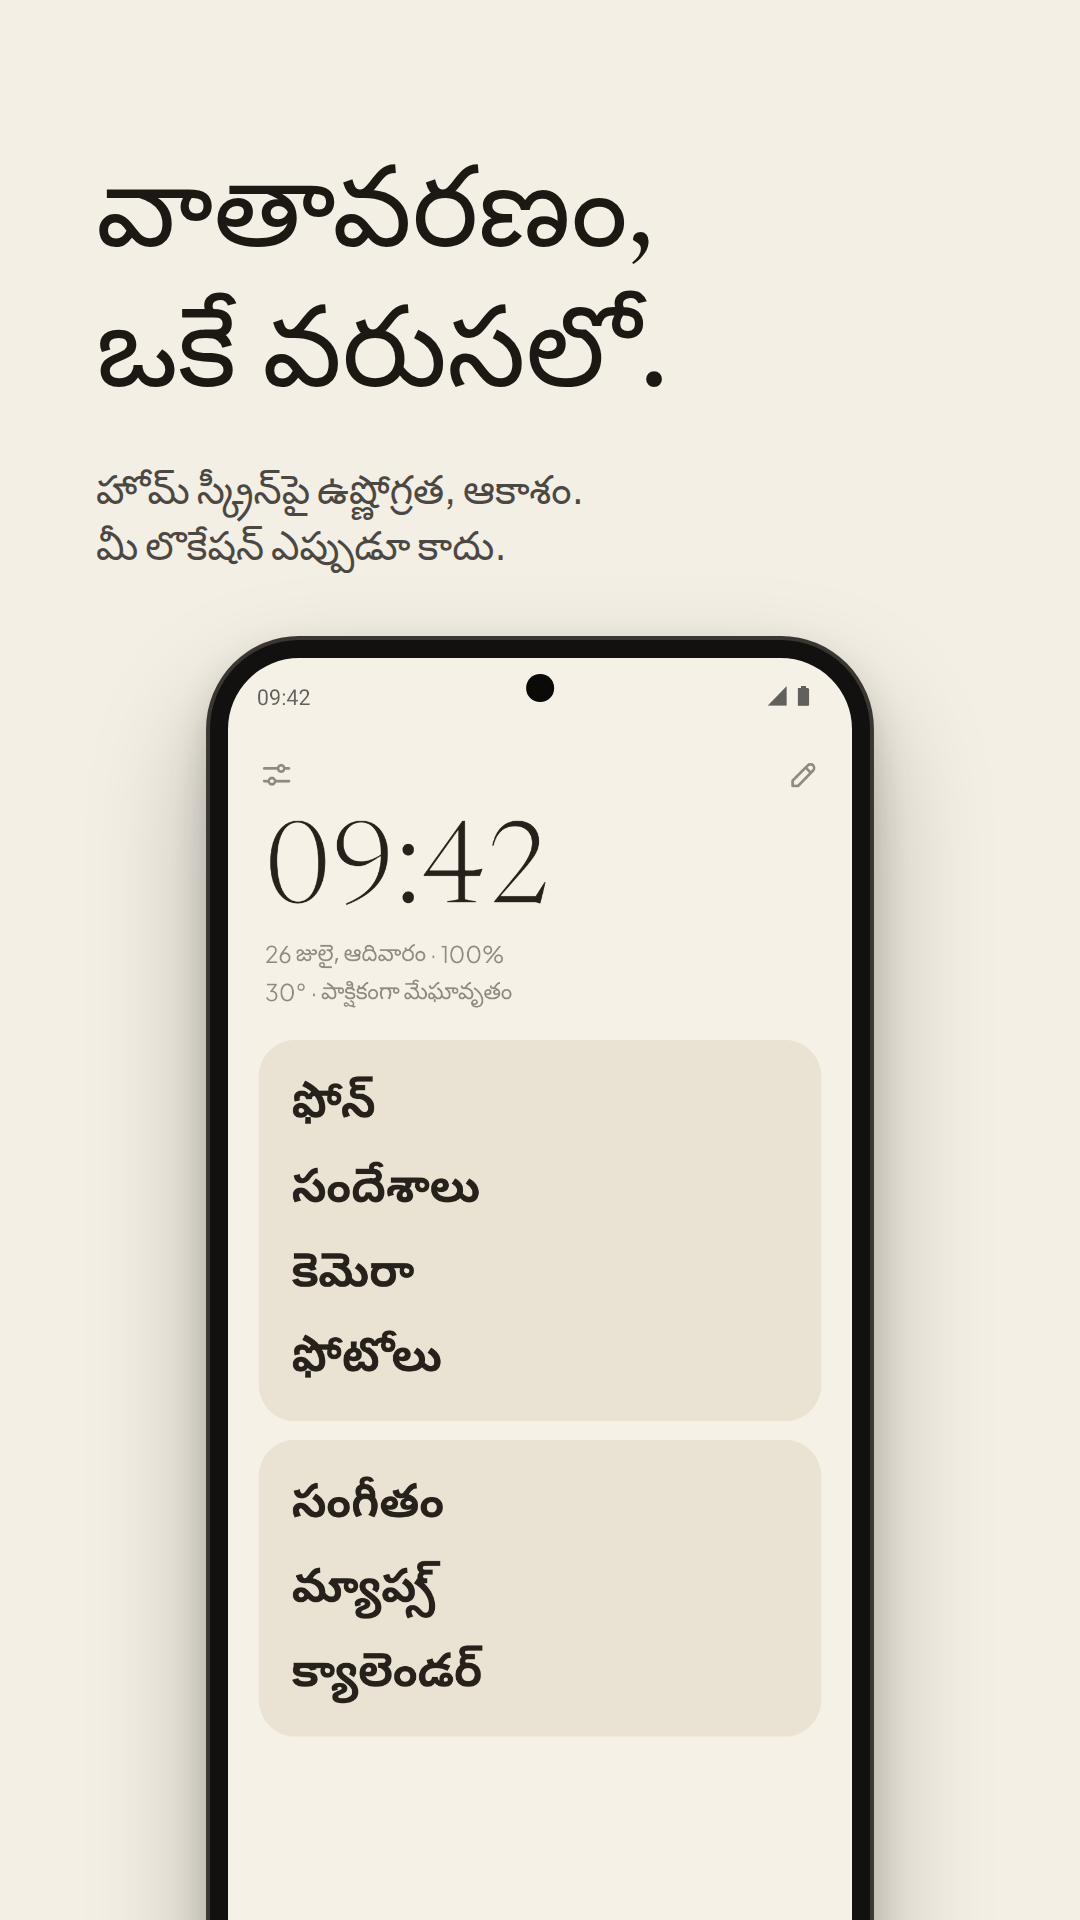 వాతావరణం,
ఒకే వరుసలో.
హోమ్ స్క్రీన్‌పై ఉష్ణోగ్రత, ఆకాశం.
మీ లొకేషన్ ఎప్పుడూ కాదు.
09:42
09:42
26 జులై, ఆదివారం · 100%
30° · పాక్షికంగా మేఘావృతం
ఫోన్
సందేశాలు
కెమెరా
ఫోటోలు
సంగీతం
మ్యాప్స్
క్యాలెండర్